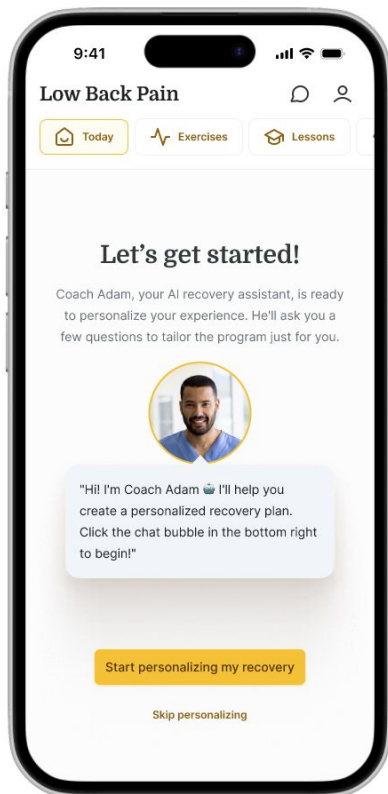 9:41
Low Back Pain
Today Exercises Lessons
Let’s get started!
Coach Adam, your AI recovery assistant, is ready
to personalize your experience. He'll ask you a
few questions to tailor the program just for you.
"Hi! I'm Coach Adam 🤖 I'll help you
create a personalized recovery plan.
Click the chat bubble in the bottom right
to begin!"
Start personalizing my recovery
Skip personalizing